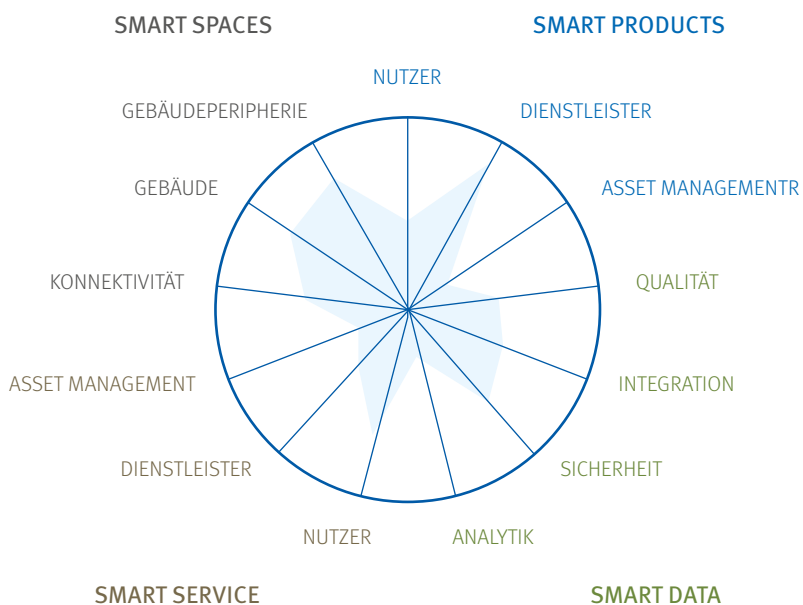 SMART SPACES
SMART PRODUCTS
NUTZER
GEBÄUDEPERIPHERIE
DIENSTLEISTER
GEBÄUDE
ASSET MANAGEMENTR
KONNEKTIVITÄT
QUALITÄT
ASSET MANAGEMENT
INTEGRATION
DIENSTLEISTER
SICHERHEIT
NUTZER
ANALYTIK
SMART SERVICE
SMART DATA